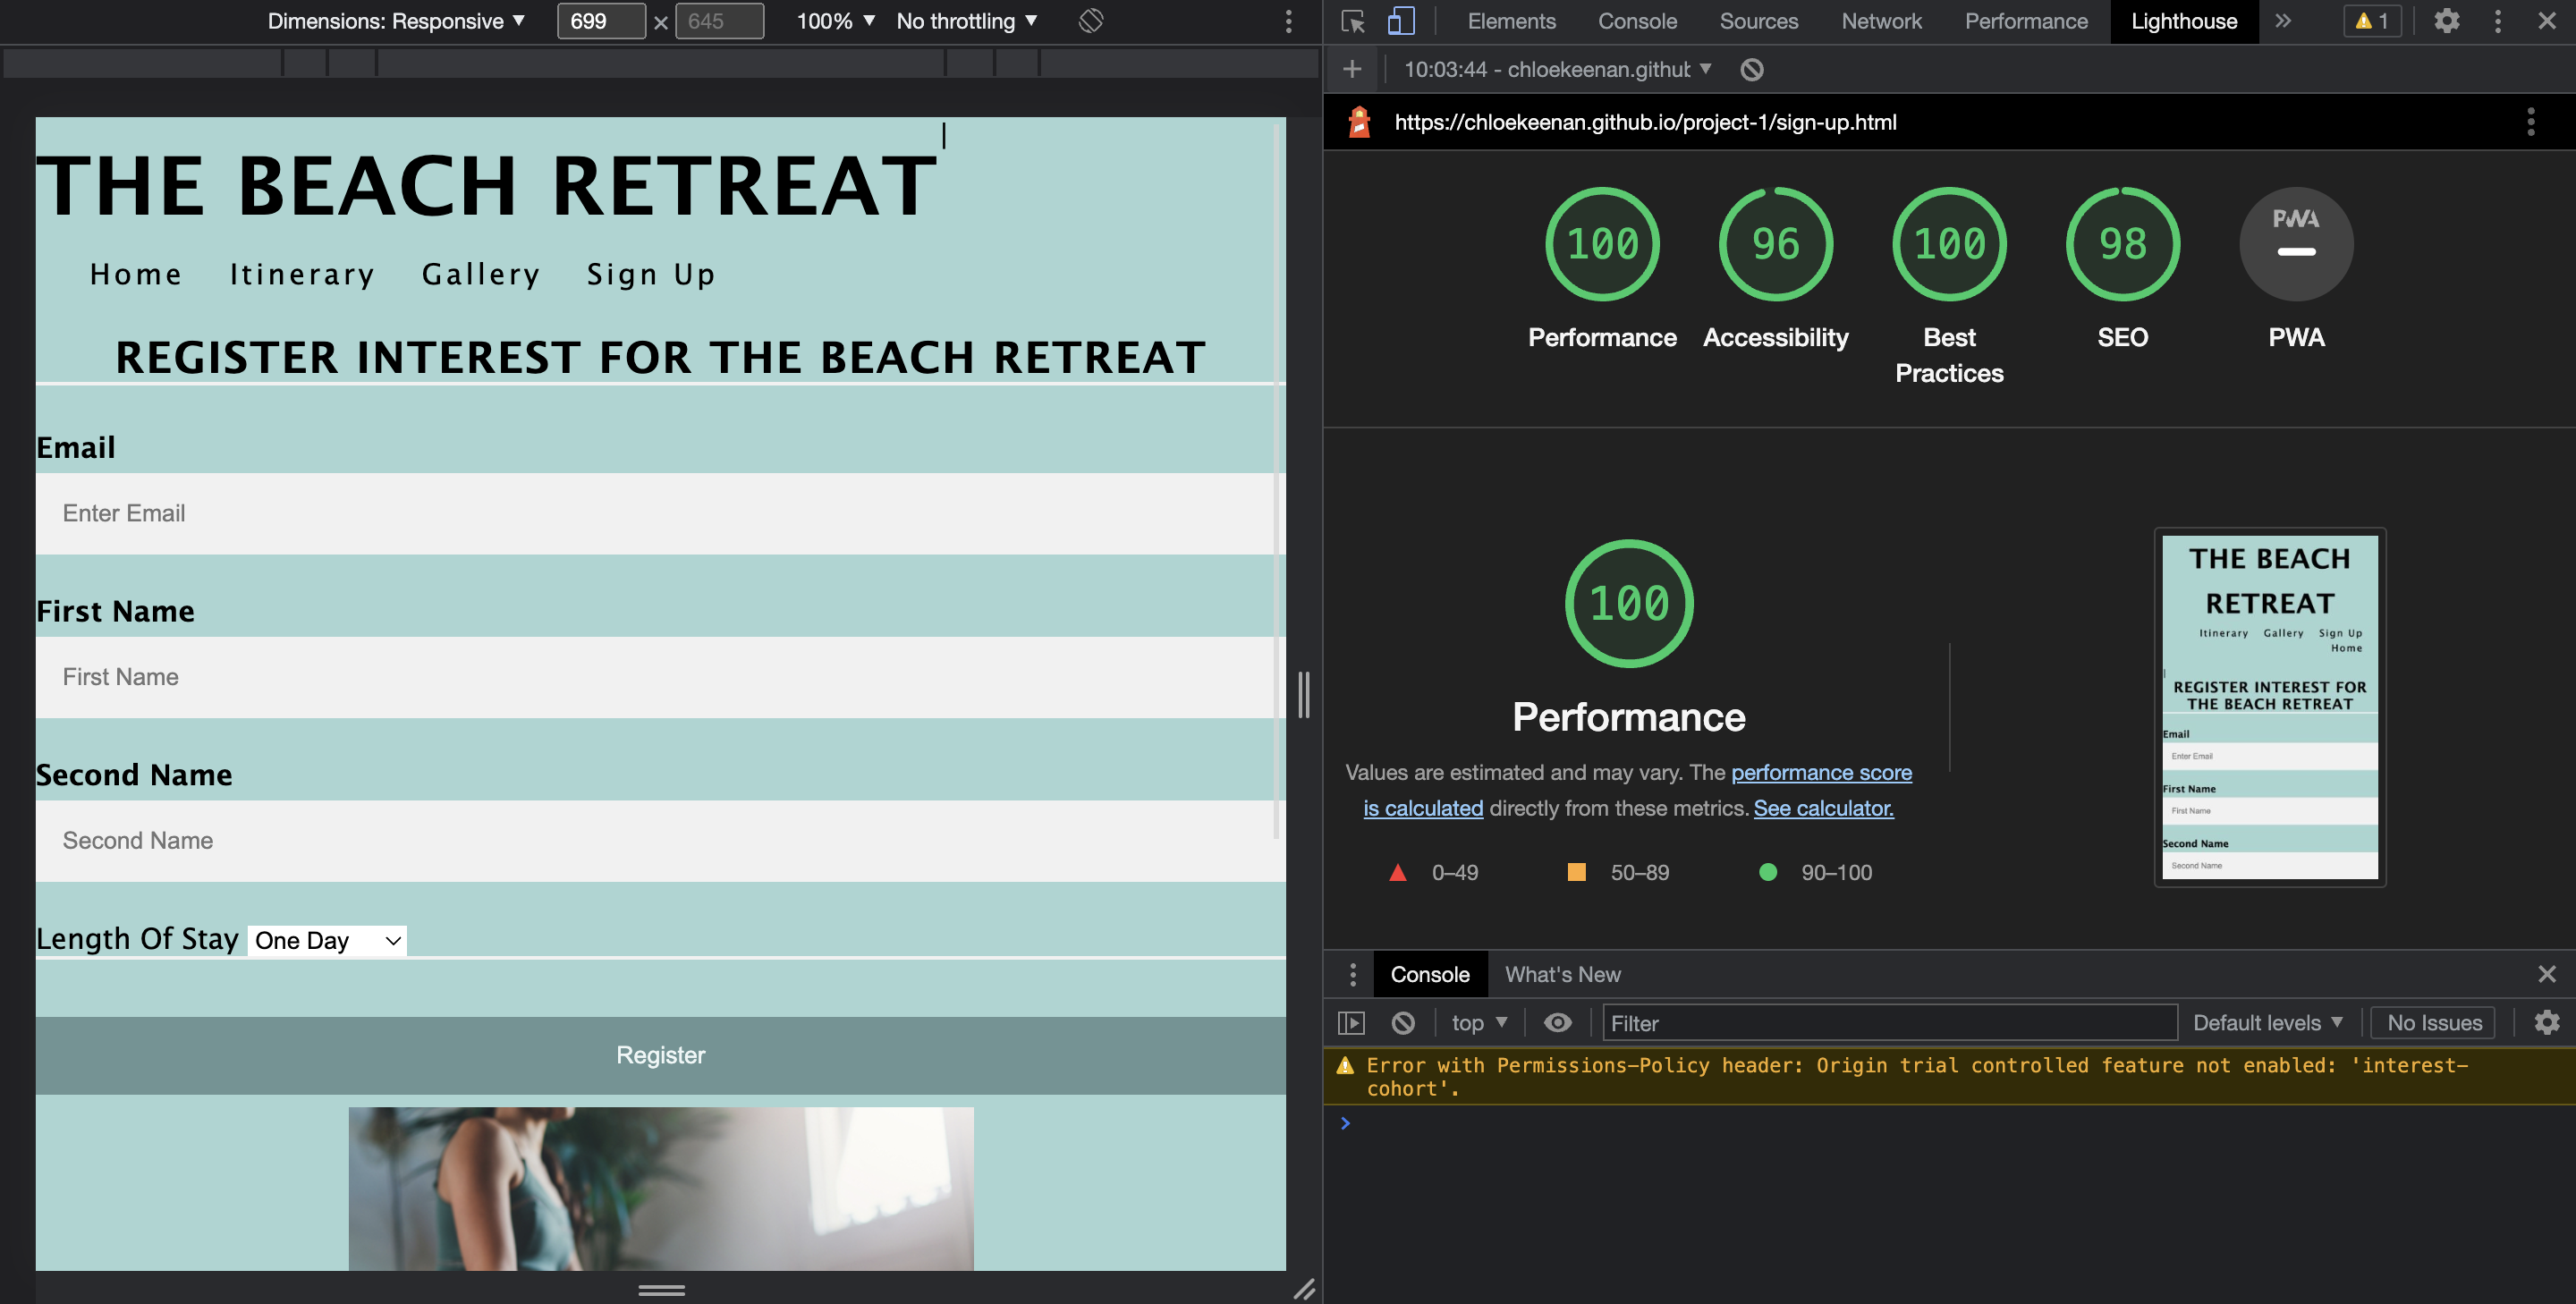 Dimensions: Responsive ▼ 699 × 645 100% ▼ No throttling ▼
Elements Console Sources Network Performance Lighthouse » 1
+ 10:03:44 - chloekeenan.github ▼
https://chloekeenan.github.io/project-1/sign-up.html
THE BEACH RETREAT
Home Itinerary Gallery Sign Up
REGISTER INTEREST FOR THE BEACH RETREAT
Email
Enter Email
First Name
First Name
Second Name
Second Name
Length Of Stay One Day
Register
100 96 100 98 PWA
Performance Accessibility Best Practices SEO PWA
100
Performance
Values are estimated and may vary. The performance score
is calculated directly from these metrics. See calculator.
0–49 50–89 90–100
THE BEACH
RETREAT
Itinerary Gallery Sign Up
Home
REGISTER INTEREST FOR
THE BEACH RETREAT
Email
Enter Email
First Name
First Name
Second Name
Second Name
Console What's New
top ▼ Filter Default levels ▼ No Issues
Error with Permissions-Policy header: Origin trial controlled feature not enabled: 'interest-
cohort'.